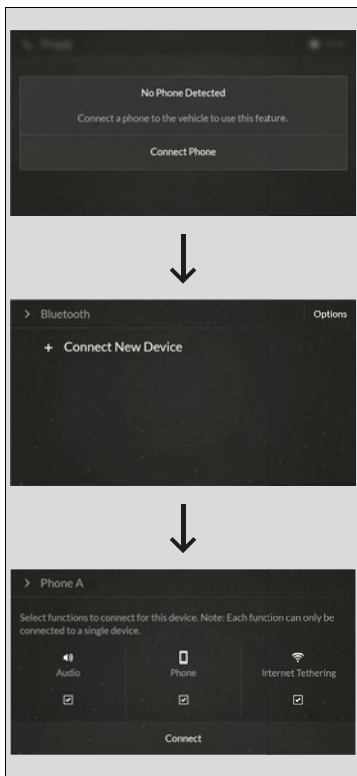 No Phone Detected
Connect a phone to the vehicle to use this feature.
Connect Phone
> Bluetooth
Options
+ Connect New Device
> Phone A
Select functions to connect for this device. Note: Each function can only be
connected to a single device.
Audio
Phone
Internet Tethering
Connect